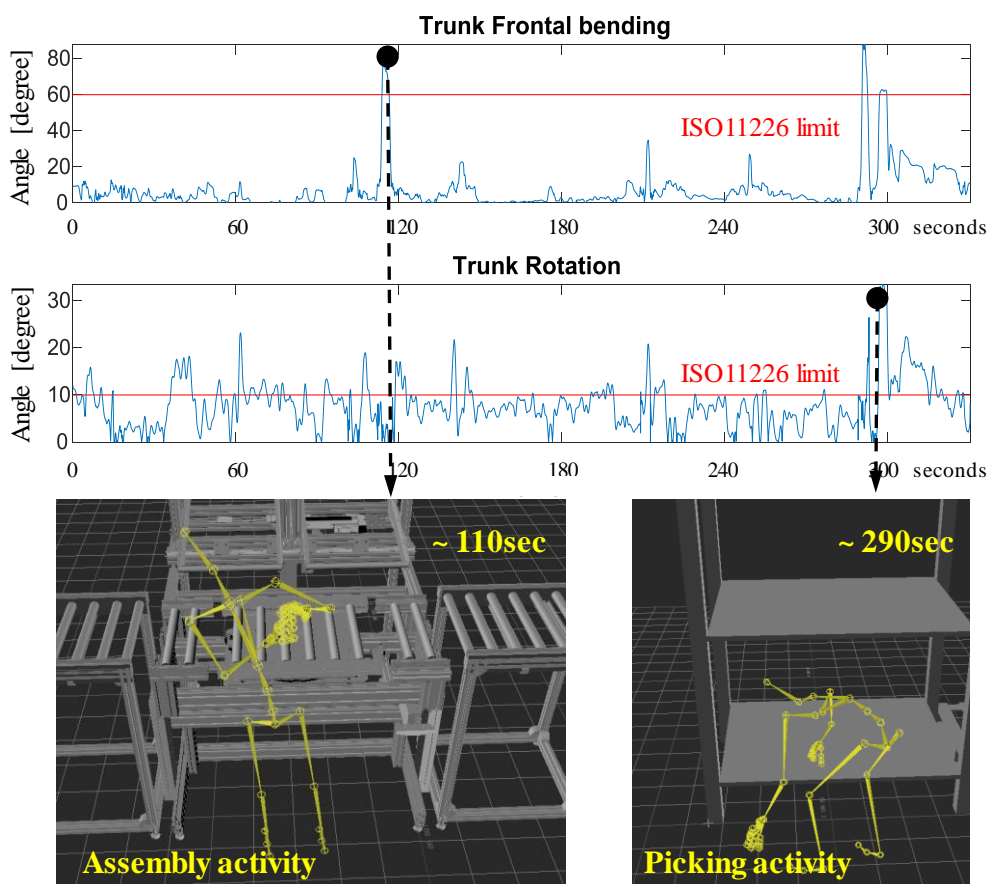 Trunk Frontal bending
Angle [degree]
80
60
40
20
0
ISO11226 limit
0 60 120 180 240 300 seconds
Trunk Rotation
Angle [degree]
30
20
10
0
ISO11226 limit
0 60 120 180 240 300 seconds
~ 110sec
~ 290sec
Assembly activity
Picking activity